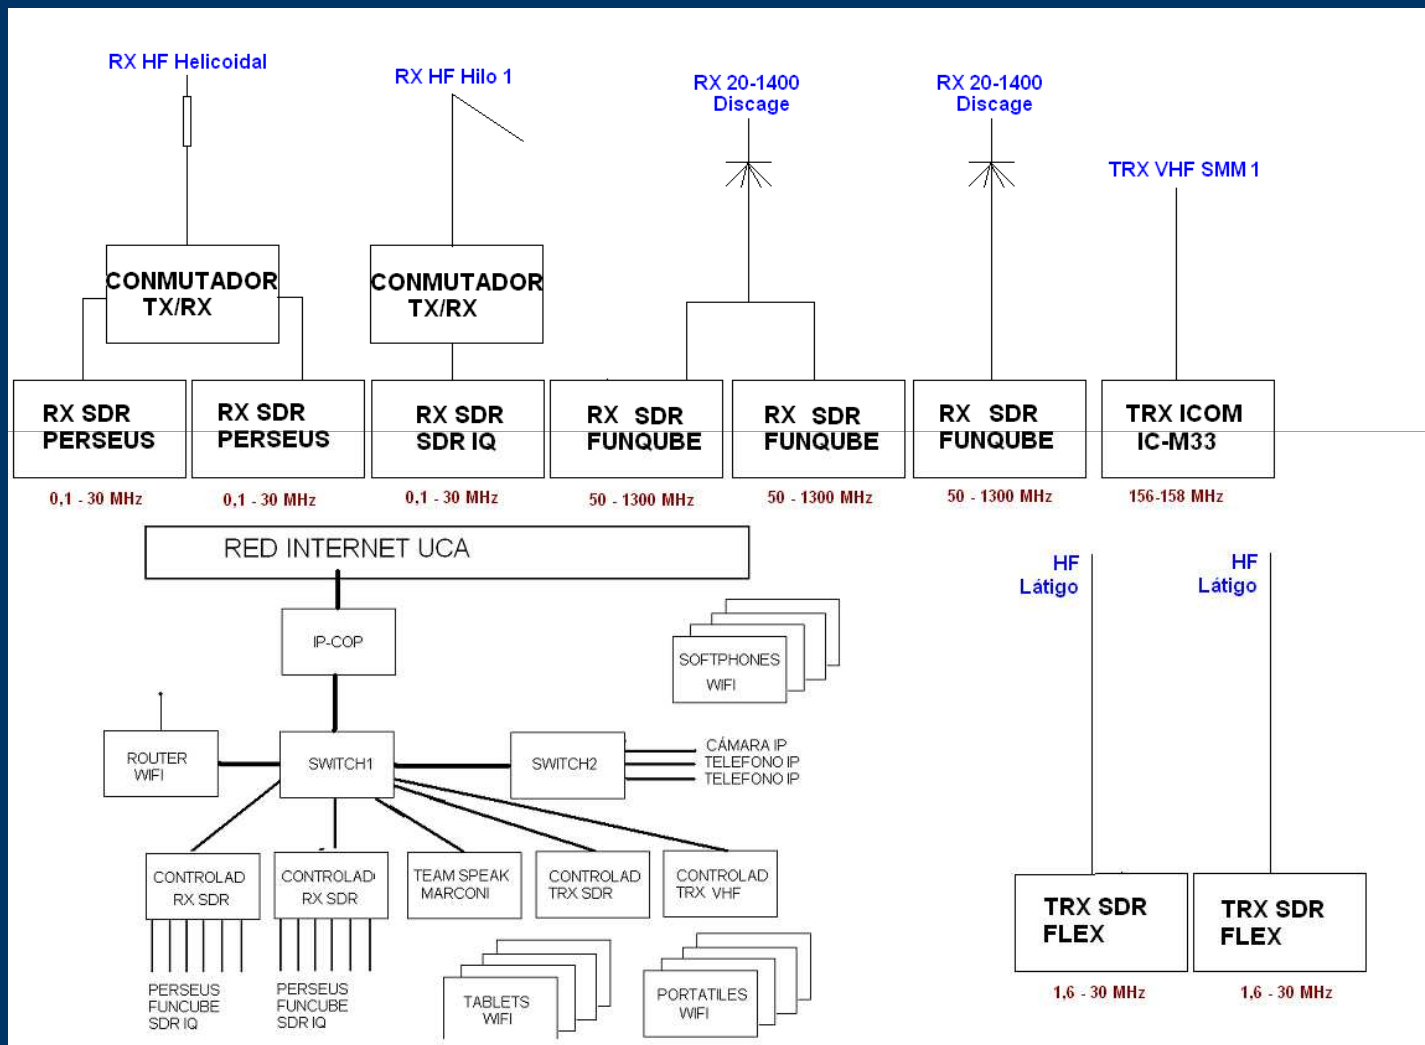 RX HF Helicoidal
RX HF Hilo 1
RX 20-1400
Discage
RX 20-1400
Discage
TRX VHF SMM 1
CONMUTADOR
TX/RX
CONMUTADOR
TX/RX
RX SDR
PERSEUS
RX SDR
PERSEUS
RX SDR
SDR IQ
RX SDR
FUNQUBE
RX SDR
FUNQUBE
RX SDR
FUNQUBE
TRX ICOM
IC-M33
0,1 - 30 MHz
0,1 - 30 MHz
0,1 - 30 MHz
50 - 1300 MHz
50 - 1300 MHz
50 - 1300 MHz
156-158 MHz
RED INTERNET UCA
IP-COP
SOFTPHONES
WIFI
ROUTER
WIFI
SWITCH1
SWITCH2
CÁMARA IP
TELEFONO IP
TELEFONO IP
CONTROLAD
RX SDR
CONTROLAD
RX SDR
TEAM SPEAK
MARCONI
CONTROLAD
TRX SDR
CONTROLAD
TRX VHF
PERSEUS
FUNCUBE
SDR IQ
PERSEUS
FUNCUBE
SDR IQ
TABLETS
WIFI
PORTATILES
WIFI
HF
Látigo
HF
Látigo
TRX SDR
FLEX
TRX SDR
FLEX
1,6 - 30 MHz
1,6 - 30 MHz